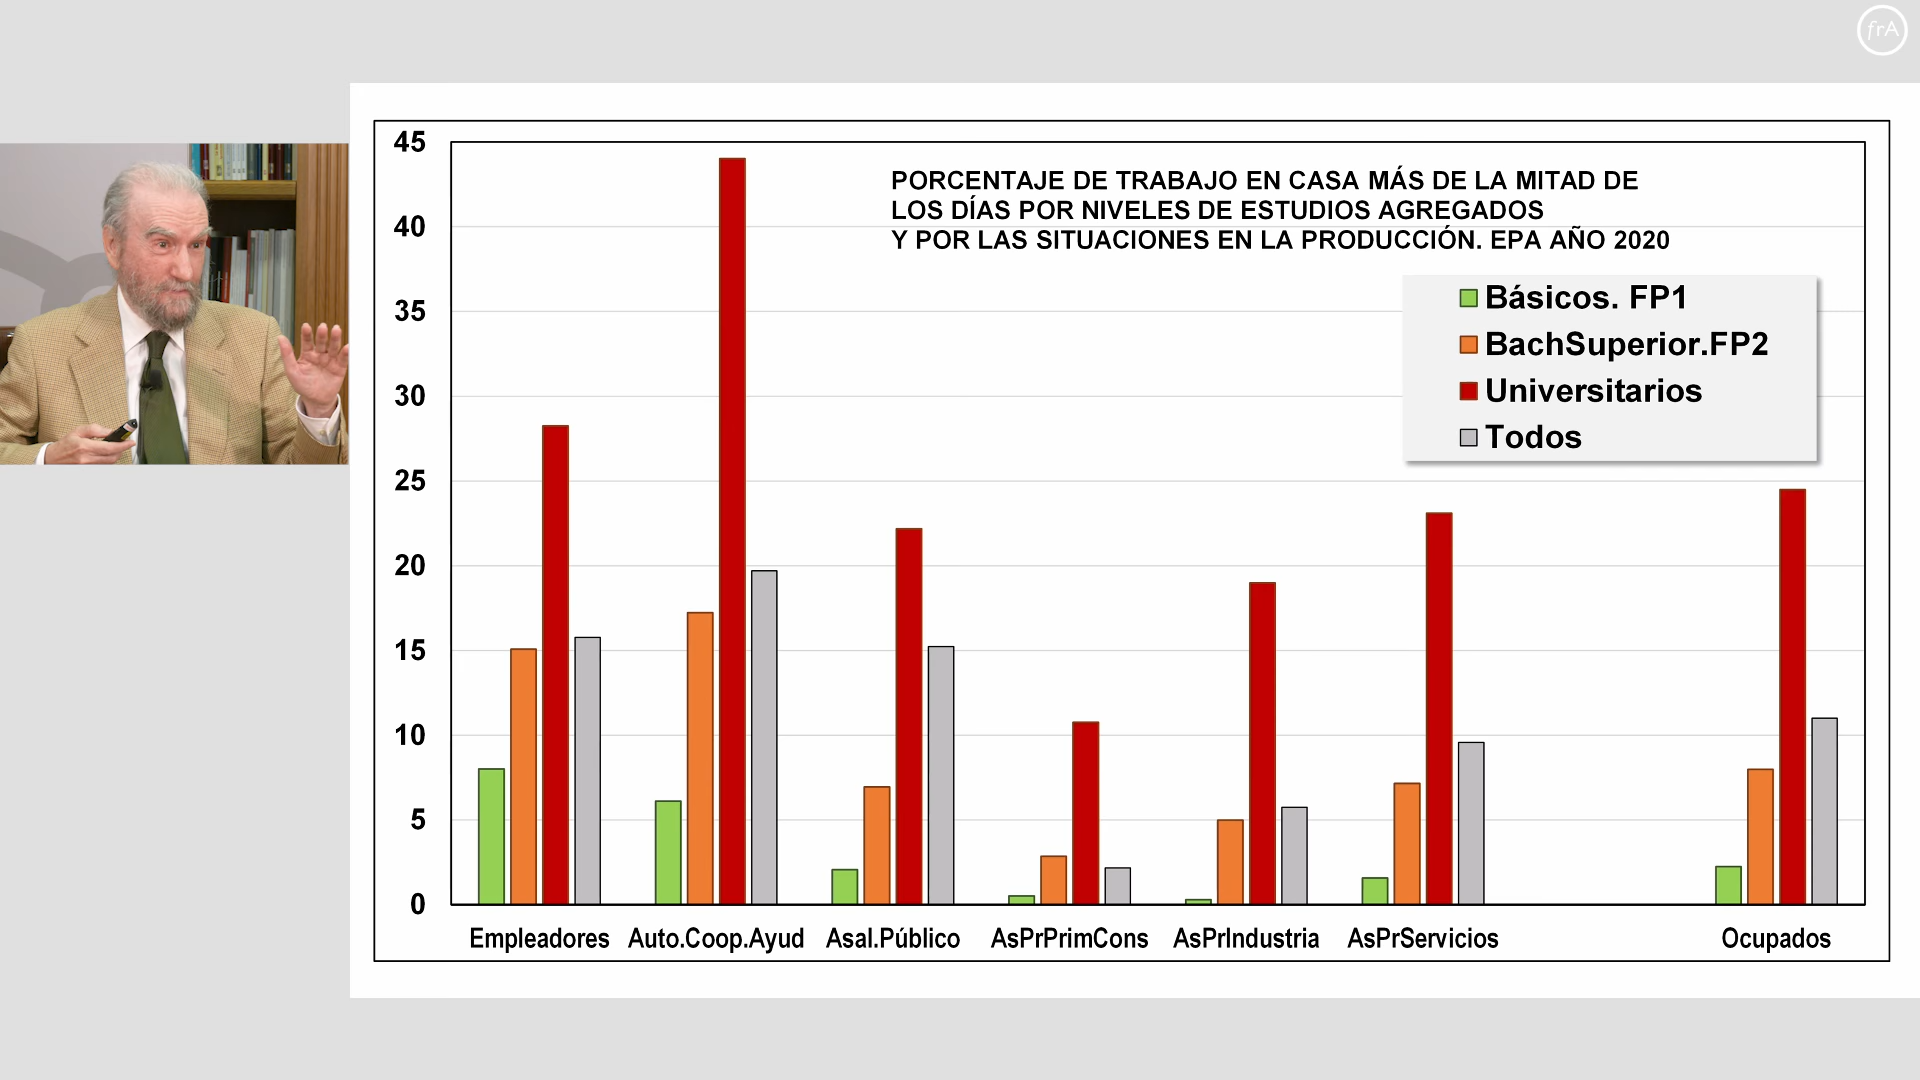 frA
PORCENTAJE DE TRABAJO EN CASA MÁS DE LA MITAD DE
LOS DÍAS POR NIVELES DE ESTUDIOS AGREGADOS
Y POR LAS SITUACIONES EN LA PRODUCCIÓN. EPA AÑO 2020
Básicos. FP1
BachSuperior.FP2
Universitarios
Todos
45
40
35
30
25
20
15
10
5
0
Empleadores Auto.Coop.Ayud Asal.Público AsPrPrimCons AsPrIndustria AsPrServicios Ocupados